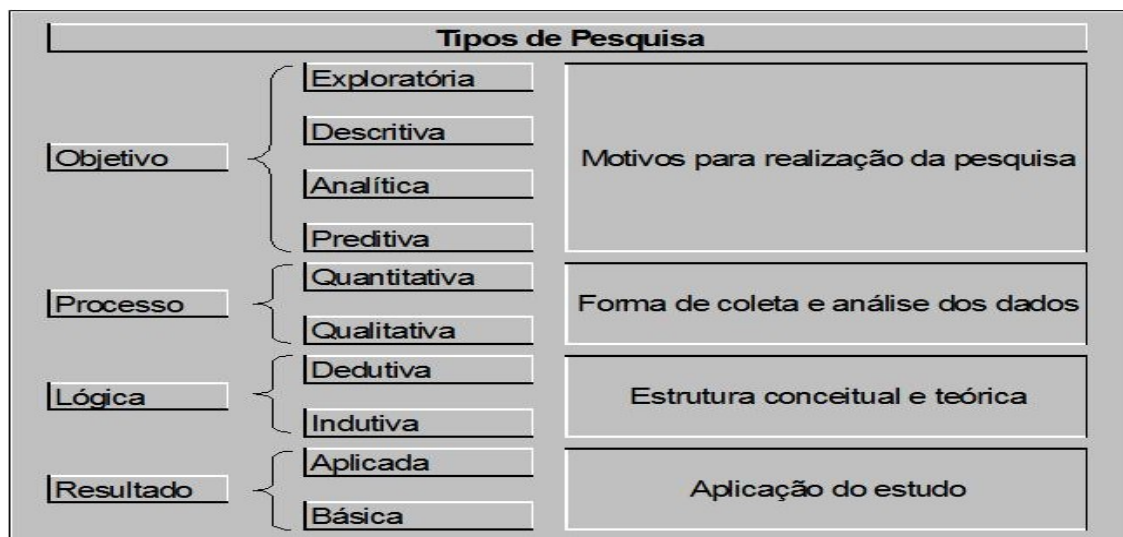 Tipos de Pesquisa
Objetivo
Exploratória
Descritiva
Analítica
Preditiva
Motivos para realização da pesquisa
Processo
Quantitativa
Qualitativa
Forma de coleta e análise dos dados
Lógica
Dedutiva
Indutiva
Estrutura conceitual e teórica
Resultado
Aplicada
Básica
Aplicação do estudo